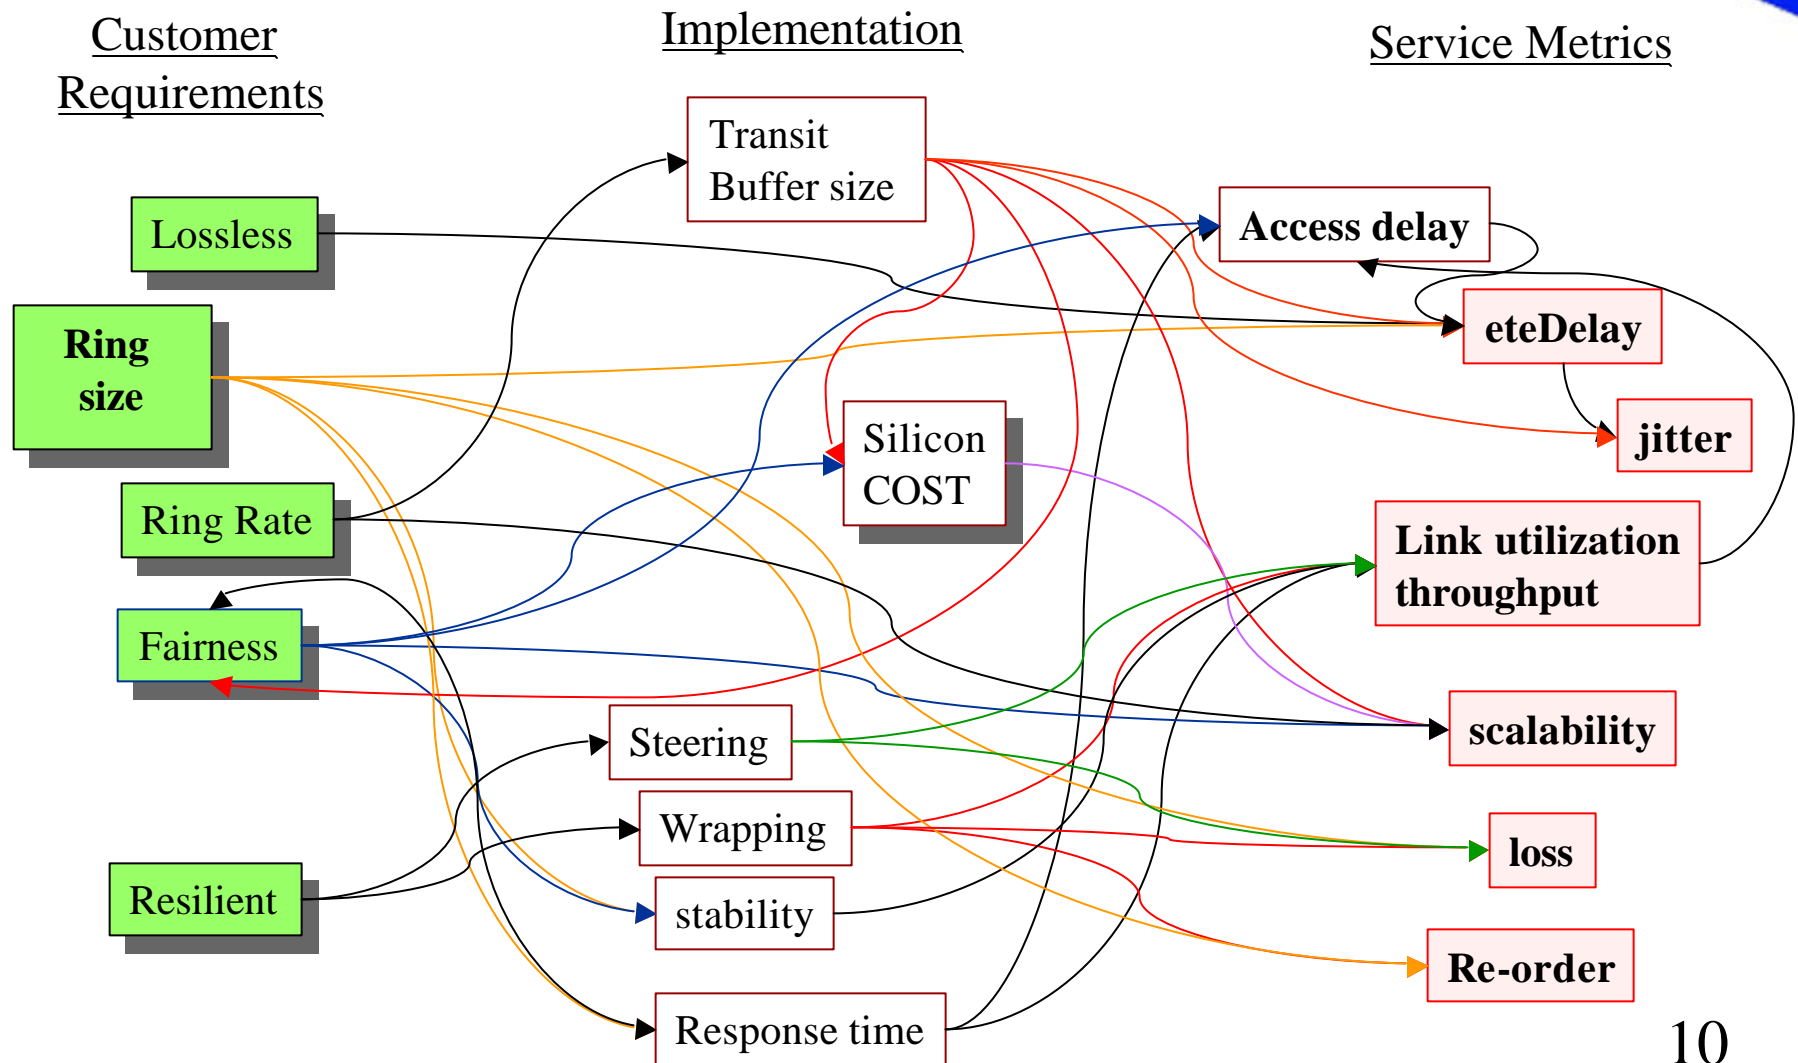 Customer
Requirements
Implementation
Service Metrics
Lossless
Ring
size
Ring Rate
Fairness
Resilient
Transit
Buffer size
Silicon
COST
Steering
Wrapping
stability
Response time
Access delay
eteDelay
jitter
Link utilization
throughput
scalability
loss
Re-order
10